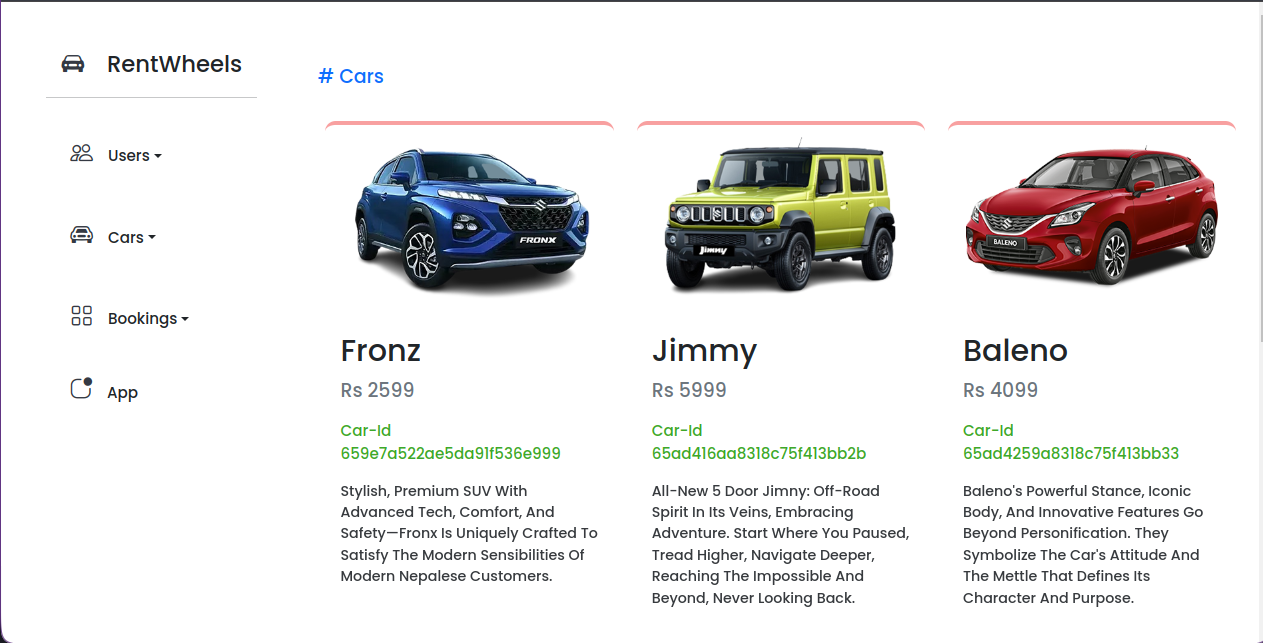 RentWheels
Users
Cars
Bookings
App
# Cars
FRONX
Fronz
Rs 2599
Car-Id
659e7a522ae5da91f536e999
Stylish, Premium SUV With
Advanced Tech, Comfort, And
Safety—Fronx Is Uniquely Crafted To
Satisfy The Modern Sensibilities Of
Modern Nepalese Customers.
Jimny
Jimmy
Rs 5999
Car-Id
65ad416aa8318c75f413bb2b
All-New 5 Door Jimny: Off-Road
Spirit In Its Veins, Embracing
Adventure. Start Where You Paused,
Tread Higher, Navigate Deeper,
Reaching The Impossible And
Beyond, Never Looking Back.
BALENO
Baleno
Rs 4099
Car-Id
65ad4259a8318c75f413bb33
Baleno's Powerful Stance, Iconic
Body, And Innovative Features Go
Beyond Personification. They
Symbolize The Car's Attitude And
The Mettle That Defines Its
Character And Purpose.